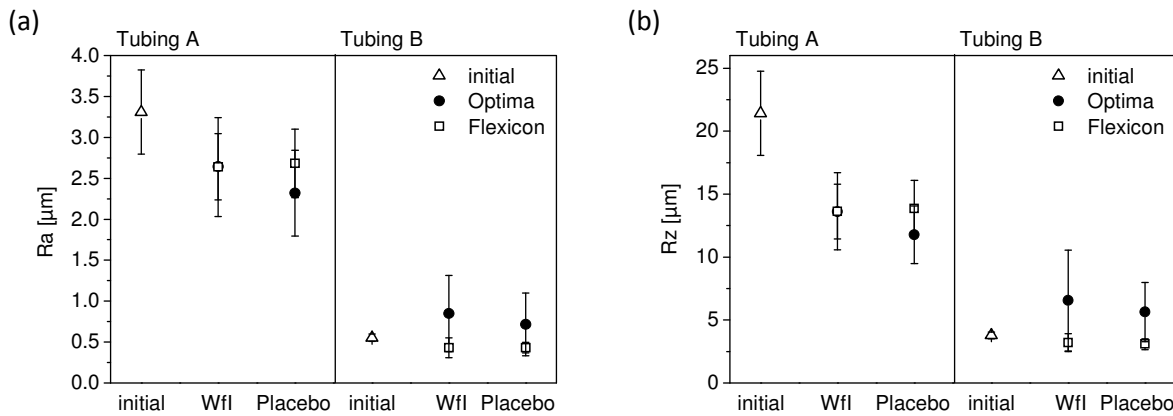 (a)
Tubing A Tubing B
4.0
3.5
3.0
2.5
2.0
1.5
1.0
0.5
0.0
Ra [µm]
initial
Optima
Flexicon
initial WfI Placebo initial WfI Placebo
(b)
Tubing A Tubing B
25
20
15
10
5
0
Rz [µm]
initial
Optima
Flexicon
initial WfI Placebo initial WfI Placebo